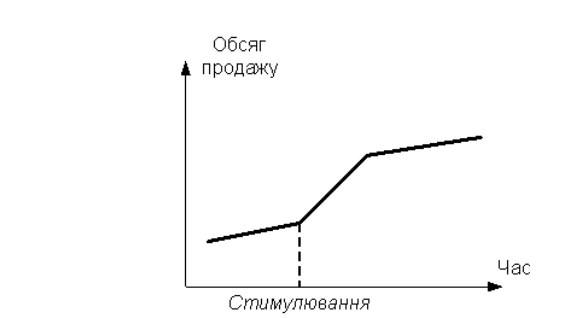 Обсяг
продажу
Час
Стимулювання